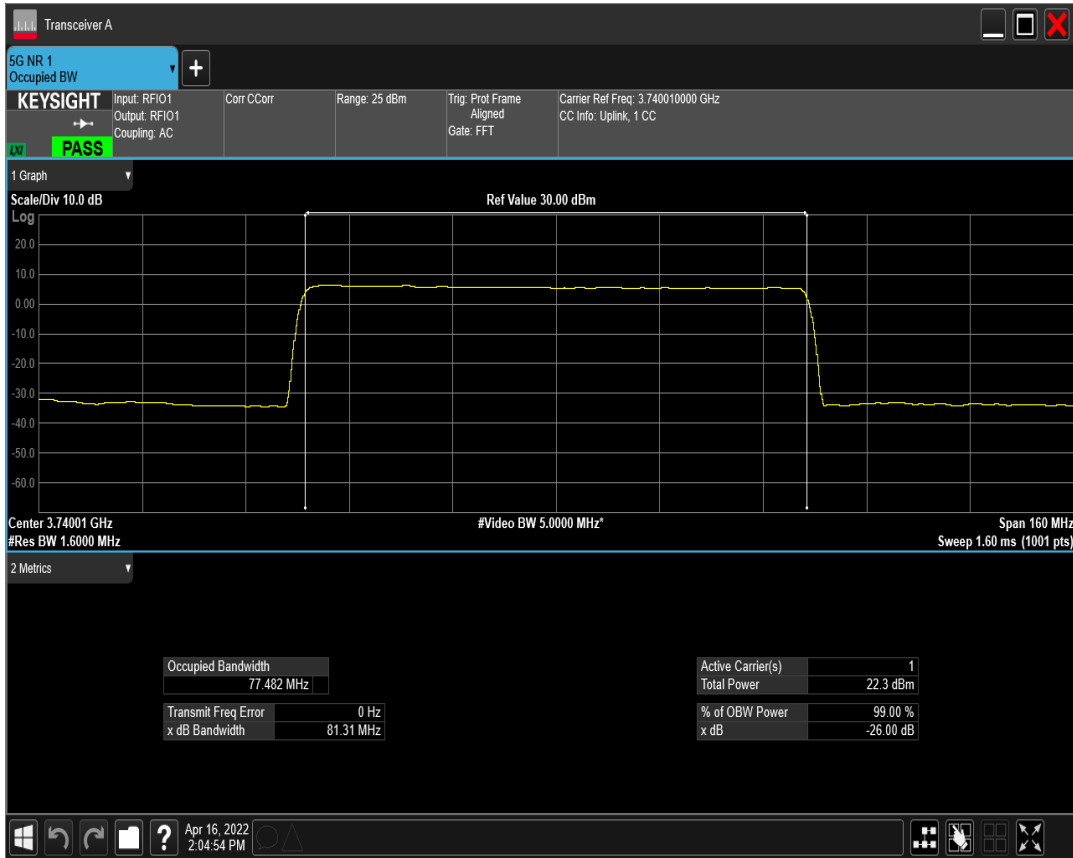 Transceiver A
5G NR 1
Occupied BW
KEYSIGHT
LXI
PASS
Input: RFIO1
Output: RFIO1
Coupling: AC
Corr CCorr
Range: 25 dBm
Trig: Prot Frame
Aligned
Gate: FFT
Carrier Ref Freq: 3.740010000 GHz
CC Info: Uplink, 1 CC
1 Graph
Scale/Div 10.0 dB
Ref Value 30.00 dBm
Log
20.0
10.0
0.00
-10.0
-20.0
-30.0
-40.0
-50.0
-60.0
Center 3.74001 GHz
#Video BW 5.0000 MHz*
Span 160 MHz
#Res BW 1.6000 MHz
Sweep 1.60 ms (1001 pts)
2 Metrics
Occupied Bandwidth
77.482 MHz
Transmit Freq Error 0 Hz
x dB Bandwidth 81.31 MHz
Active Carrier(s) 1
Total Power 22.3 dBm
% of OBW Power 99.00 %
x dB -26.00 dB
?
Apr 16, 2022
2:04:54 PM